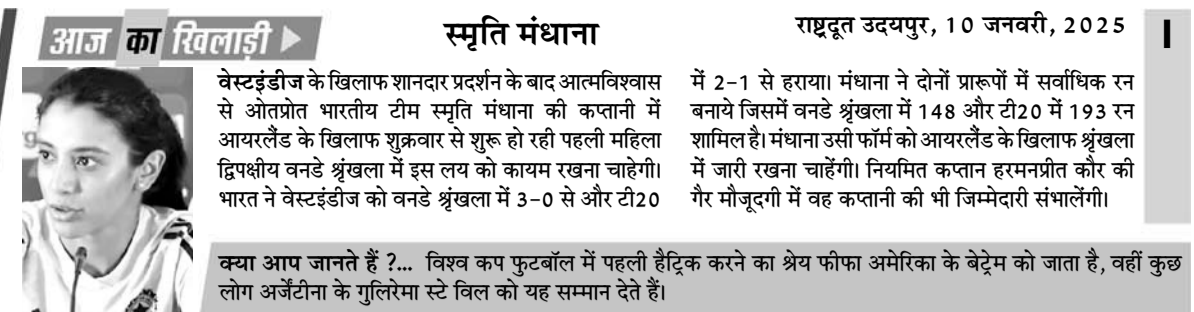 आज का खिलाड़ी
स्मृति मंधाना
राष्ट्रदूत उदयपुर, 10 जनवरी, 2025
I
वेस्टइंडीज के खिलाफ शानदार प्रदर्शन के बाद आत्मविश्वास
से ओतप्रोत भारतीय टीम स्मृति मंधाना की कप्तानी में
आयरलैंड के खिलाफ शुक्रवार से शुरू हो रही पहली महिला
द्विपक्षीय वनडे श्रृंखला में इस लय को कायम रखना चाहेगी।
भारत ने वेस्टइंडीज को वनडे श्रृंखला में 3-0 से और टी20
में 2-1 से हराया। मंधाना ने दोनों प्रारूपों में सर्वाधिक रन
बनाये जिसमें वनडे श्रृंखला में 148 और टी20 में 193 रन
शामिल है। मंधाना उसी फॉर्म को आयरलैंड के खिलाफ श्रृंखला
में जारी रखना चाहेंगी। नियमित कप्तान हरमनप्रीत कौर की
गैर मौजूदगी में वह कप्तानी की भी जिम्मेदारी संभालेंगी।
क्या आप जानते हैं ?... विश्व कप फुटबॉल में पहली हैट्रिक करने का श्रेय फीफा अमेरिका के बेट्रेम को जाता है, वहीं कुछ
लोग अर्जेंटीना के गुलिरेमा स्टे विल को यह सम्मान देते हैं।